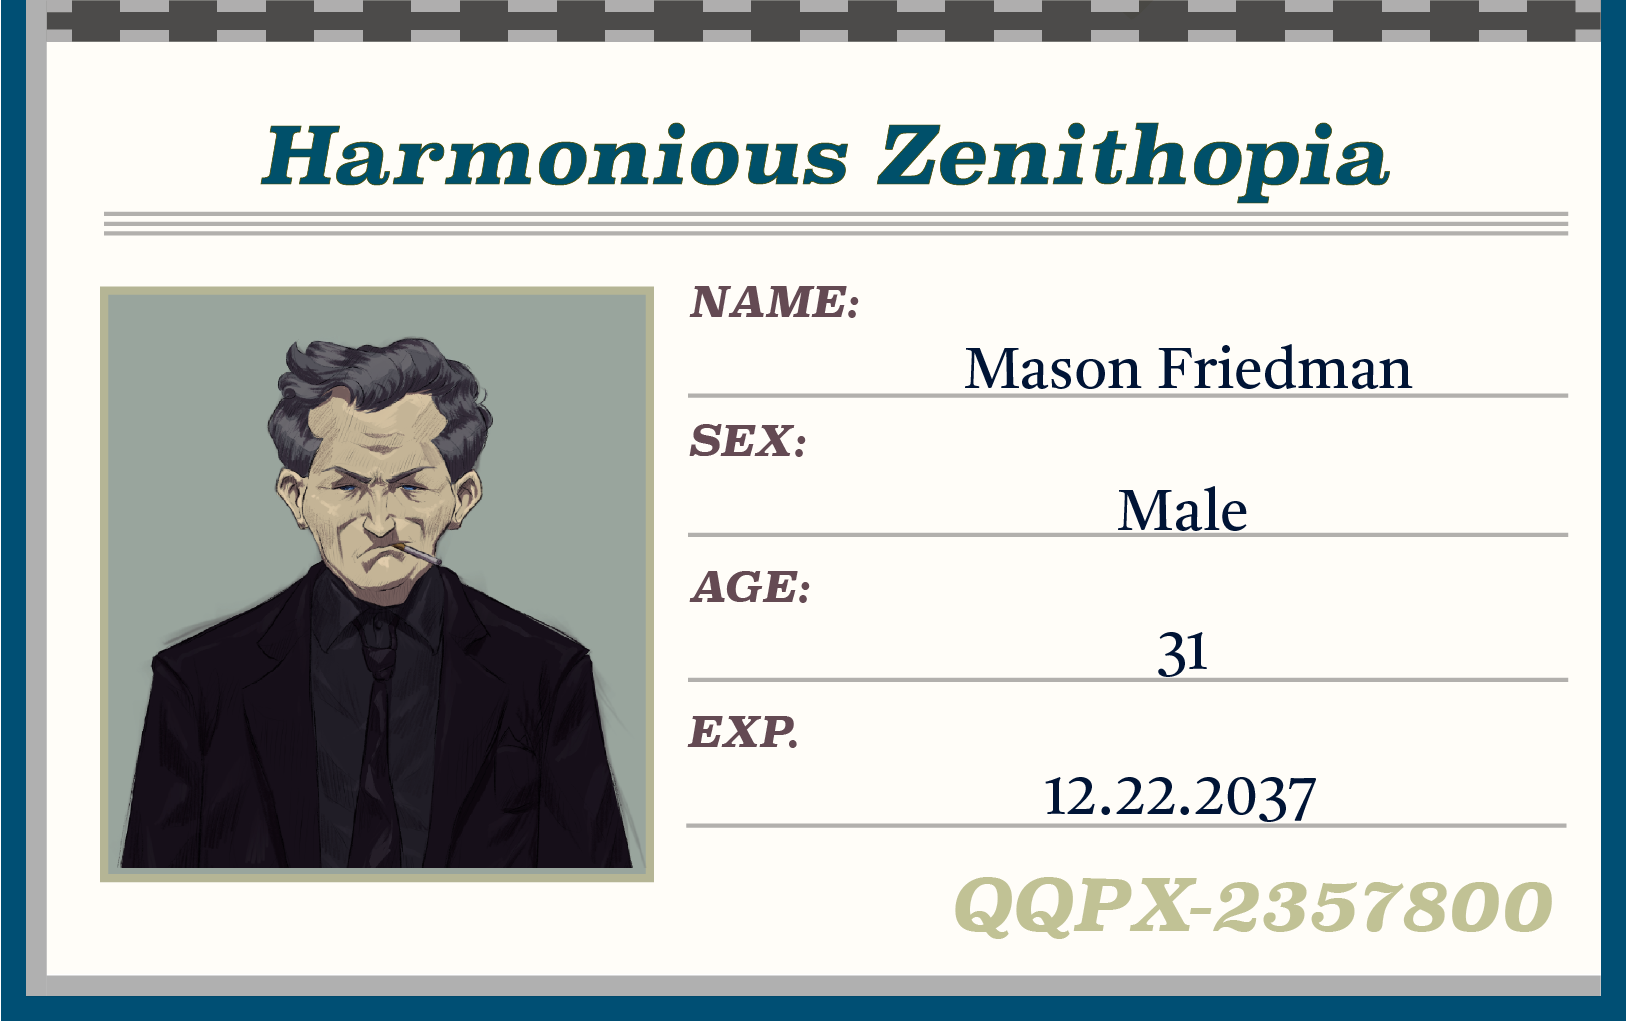 Harmonious Zenithopia
NAME:
Mason Friedman
SEX:
Male
AGE:
31
EXP.
12.22.2037
QQPX-2357800